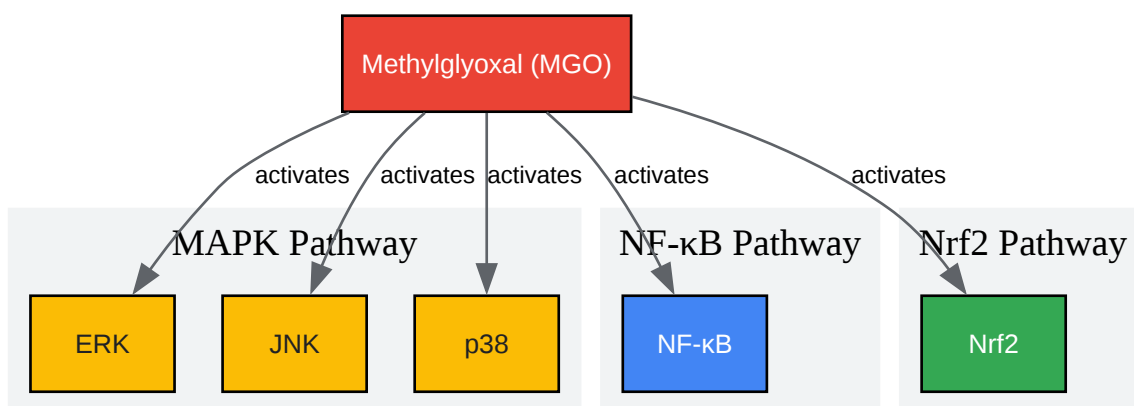 Methylglyoxal (MGO)
activates
activates
activates
activates
activates
MAPK Pathway
NF-κB Pathway
Nrf2 Pathway
ERK
JNK
p38
NF-κB
Nrf2